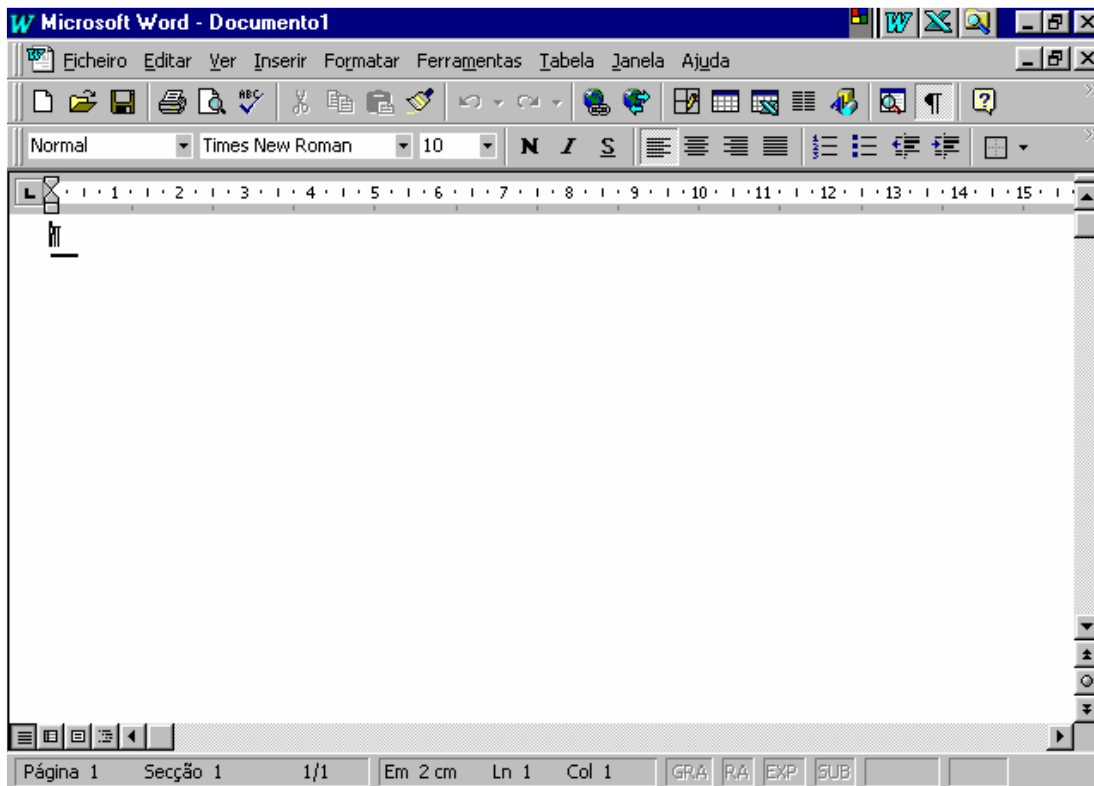 Microsoft Word - Documento1
Ficheiro Editar Ver Inserir Formatar Ferramentas Tabela Janela Ajuda
Normal Times New Roman 10 N I S
1 2 3 4 5 6 7 8 9 10 11 12 13 14 15
¶
Página 1 Secção 1 1/1 Em 2 cm Ln 1 Col 1 GRA RA EXP SUB